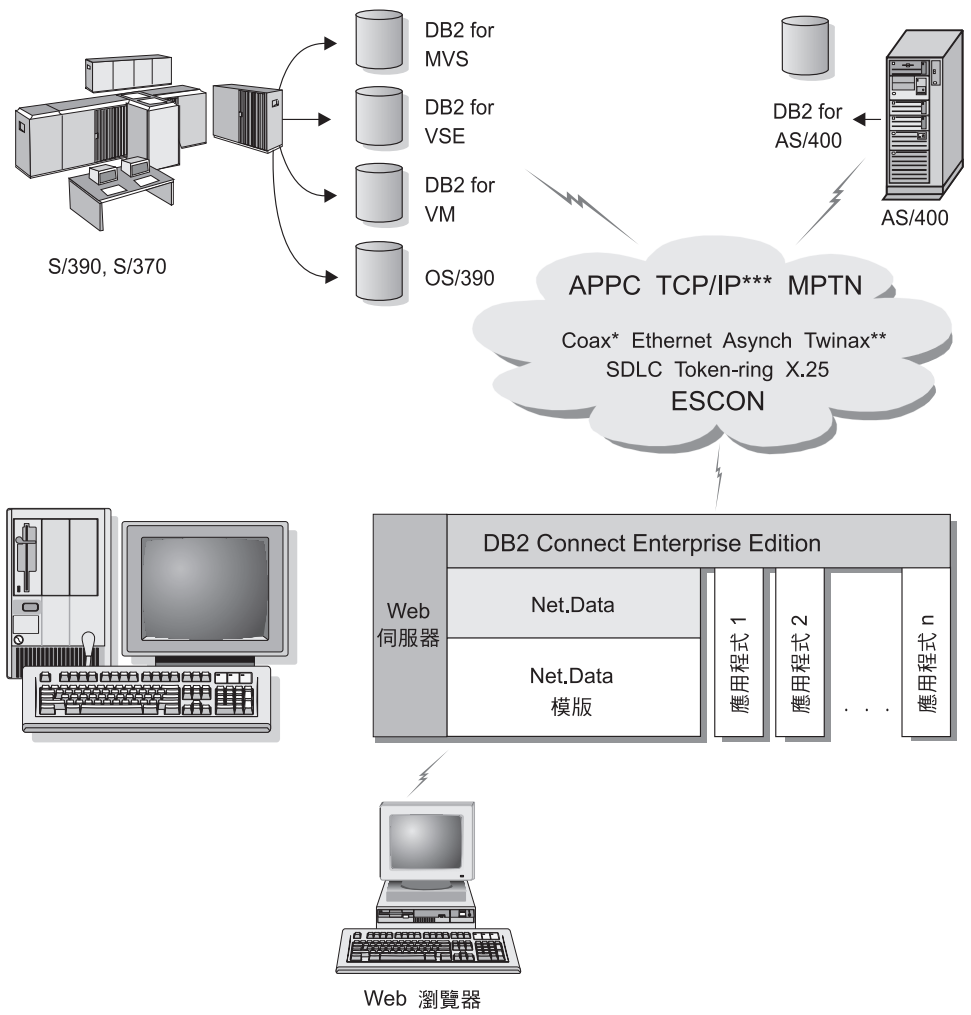 DB2 for
MVS
DB2 for
VSE
DB2 for
VM
OS/390
S/390, S/370
DB2 for
AS/400
AS/400
APPC TCP/IP*** MPTN
Coax* Ethernet Asynch Twinax**
SDLC Token-ring X.25
ESCON
DB2 Connect Enterprise Edition
Web
伺服器
Net.Data
Net.Data
模版
應用程式 1
應用程式 2
. . .
應用程式 n
Web 瀏覽器